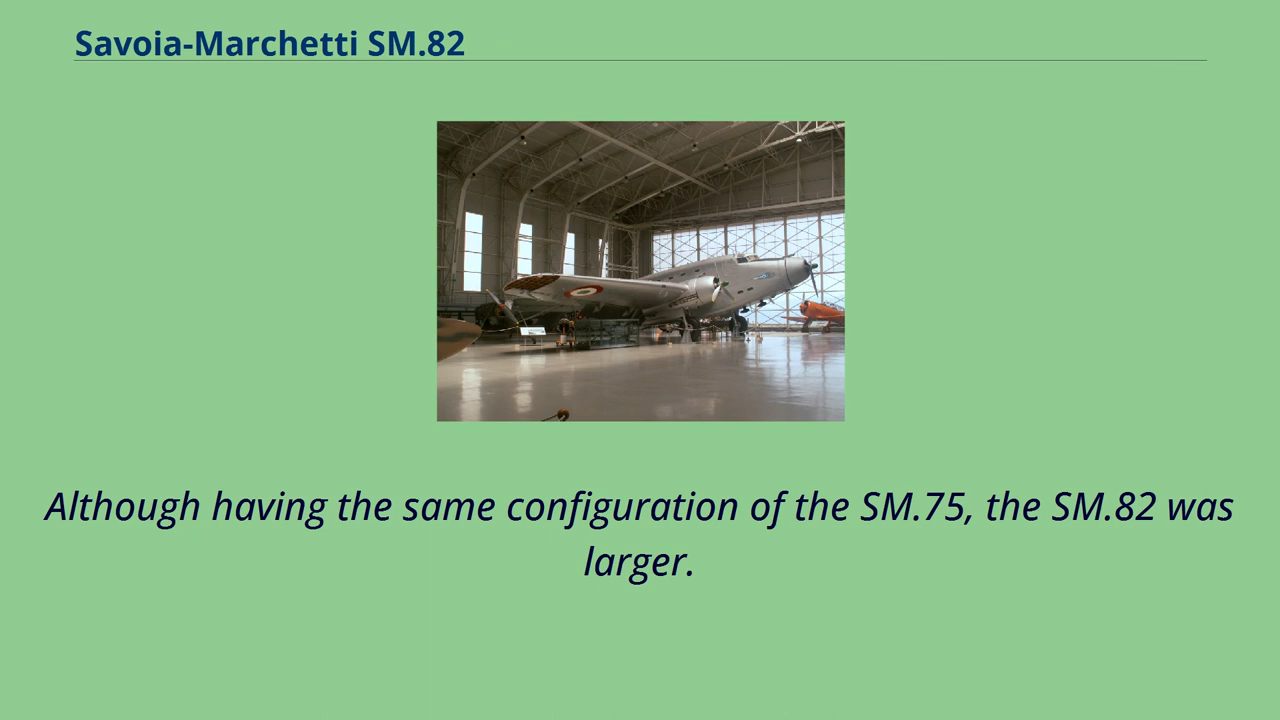 Savoia-Marchetti SM.82
Although having the same configuration of the SM.75, the SM.82 was
larger.